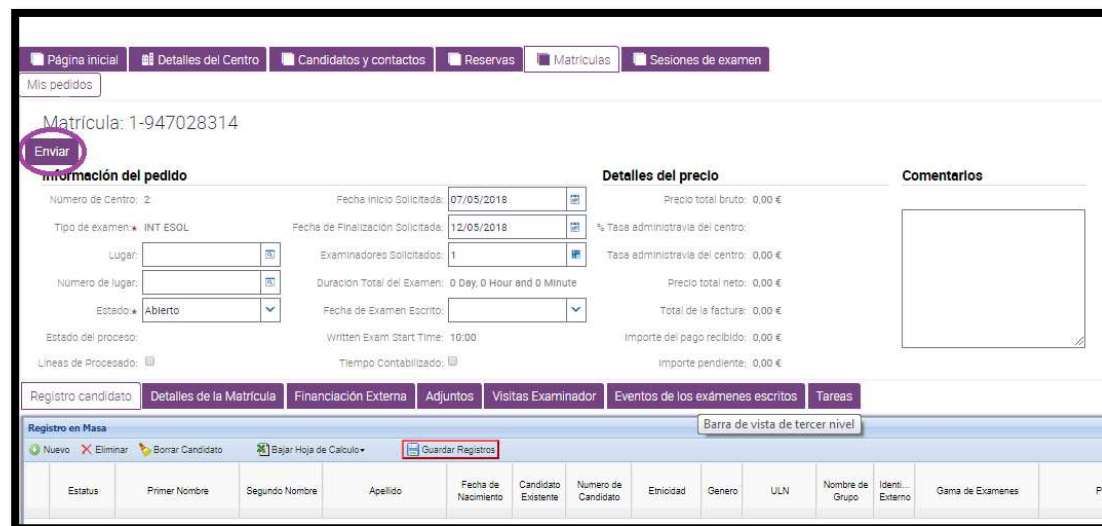 Página inicial Detalles del Centro Candidatos y contactos Reservas Matrículas Sesiones de examen
Mis pedidos
Matrícula: 1-947028314
Enviar
Información del pedido Detalles del precio Comentarios
Número de Centro: 2 Fecha Inicio Solicitada: 07/05/2018 Precio total bruto: 0,00 €
Tipo de examen:* INT ESOL Fecha de Finalización Solicitada: 12/05/2018 % Tasa administravia del centro:
Lugar: Examinadores Solicitados: 1 Tasa administravia del centro: 0,00 €
Número de lugar: Duración Total del Examen: 0 Day, 0 Hour and 0 Minute Precio total neto: 0,00 €
Estado:* Abierto Fecha de Examen Escrito: Total de la factura: 0,00 €
Estado del proceso: Written Exam Start Time: 10:00 Importe del pago recibido: 0,00 €
Líneas de Procesado: Tiempo Contabilizado: Importe pendiente: 0,00 €
Registro candidato Detalles de la Matrícula Financiación Externa Adjuntos Visitas Examinador Eventos de los exámenes escritos Tareas
Barra de vista de tercer nivel
Registro en Masa
Nuevo Eliminar Borrar Candidato Bajar Hoja de Calculo Guardar Registros
Estatus Primer Nombre Segundo Nombre Apellido Fecha de Nacimiento Candidato Existente Numero de Candidato Etnicidad Genero ULN Nombre de Grupo Identi... Externo Gama de Examenes P